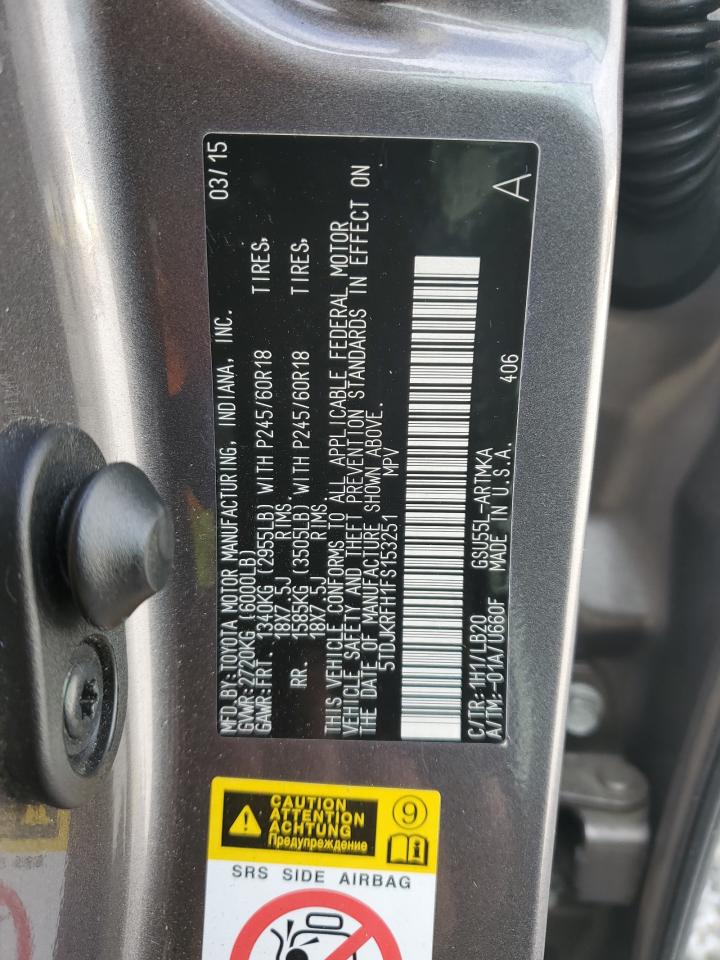 MFD. BY: TOYOTA MOTOR MANUFACTURING, INDIANA, INC. 03/15
GVWR: 2720KG (6000LB)
GAWR: FRT. 1340KG (2955LB) WITH P245/60R18 TIRES,
18X7.5J RIMS,
RR. 1585KG (3505LB) WITH P245/60R18 TIRES,
18X7.5J RIMS,
THIS VEHICLE CONFORMS TO ALL APPLICABLE FEDERAL MOTOR
VEHICLE SAFETY AND THEFT PREVENTION STANDARDS IN EFFECT ON
THE DATE OF MANUFACTURE SHOWN ABOVE.
5TDJKRFH1FS153251 MPV
A
406
C/TR: 1H1/LB20 GSU55L-ARTMKA
A/TM:-01A/U660F MADE IN U.S.A.
CAUTION
ATTENTION
ACHTUNG
Предупреждение
9
SRS SIDE AIRBAG